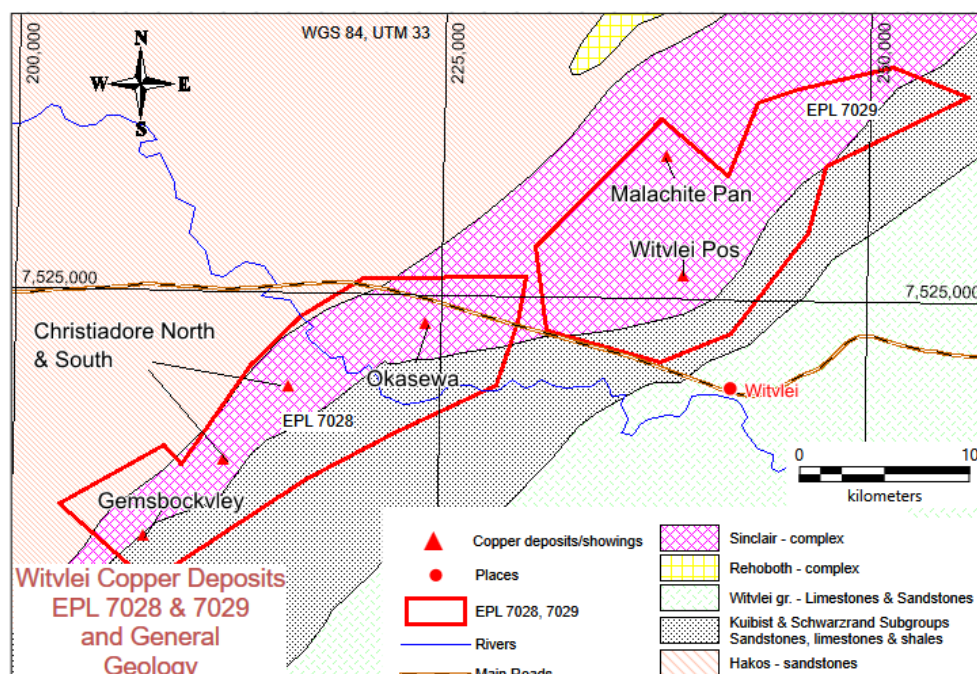 200,000
WGS 84, UTM 33
225,000
250,000
N
W E
S
EPL 7029
Malachite Pan
Witvlei Pos
7,525,000
7,525,000
Christiadore North
& South
Okasewa
Witvlei
EPL 7028
Gemsbockvley
0 10
kilometers
Witvlei Copper Deposits
EPL 7028 & 7029
and General
Geology
Copper deposits/showings
Places
EPL 7028, 7029
Rivers
Main Roads
Sinclair - complex
Rehoboth - complex
Witvlei gr. - Limestones & Sandstones
Kuibist & Schwarzrand Subgroups
Sandstones, limestones & shales
Hakos - sandstones